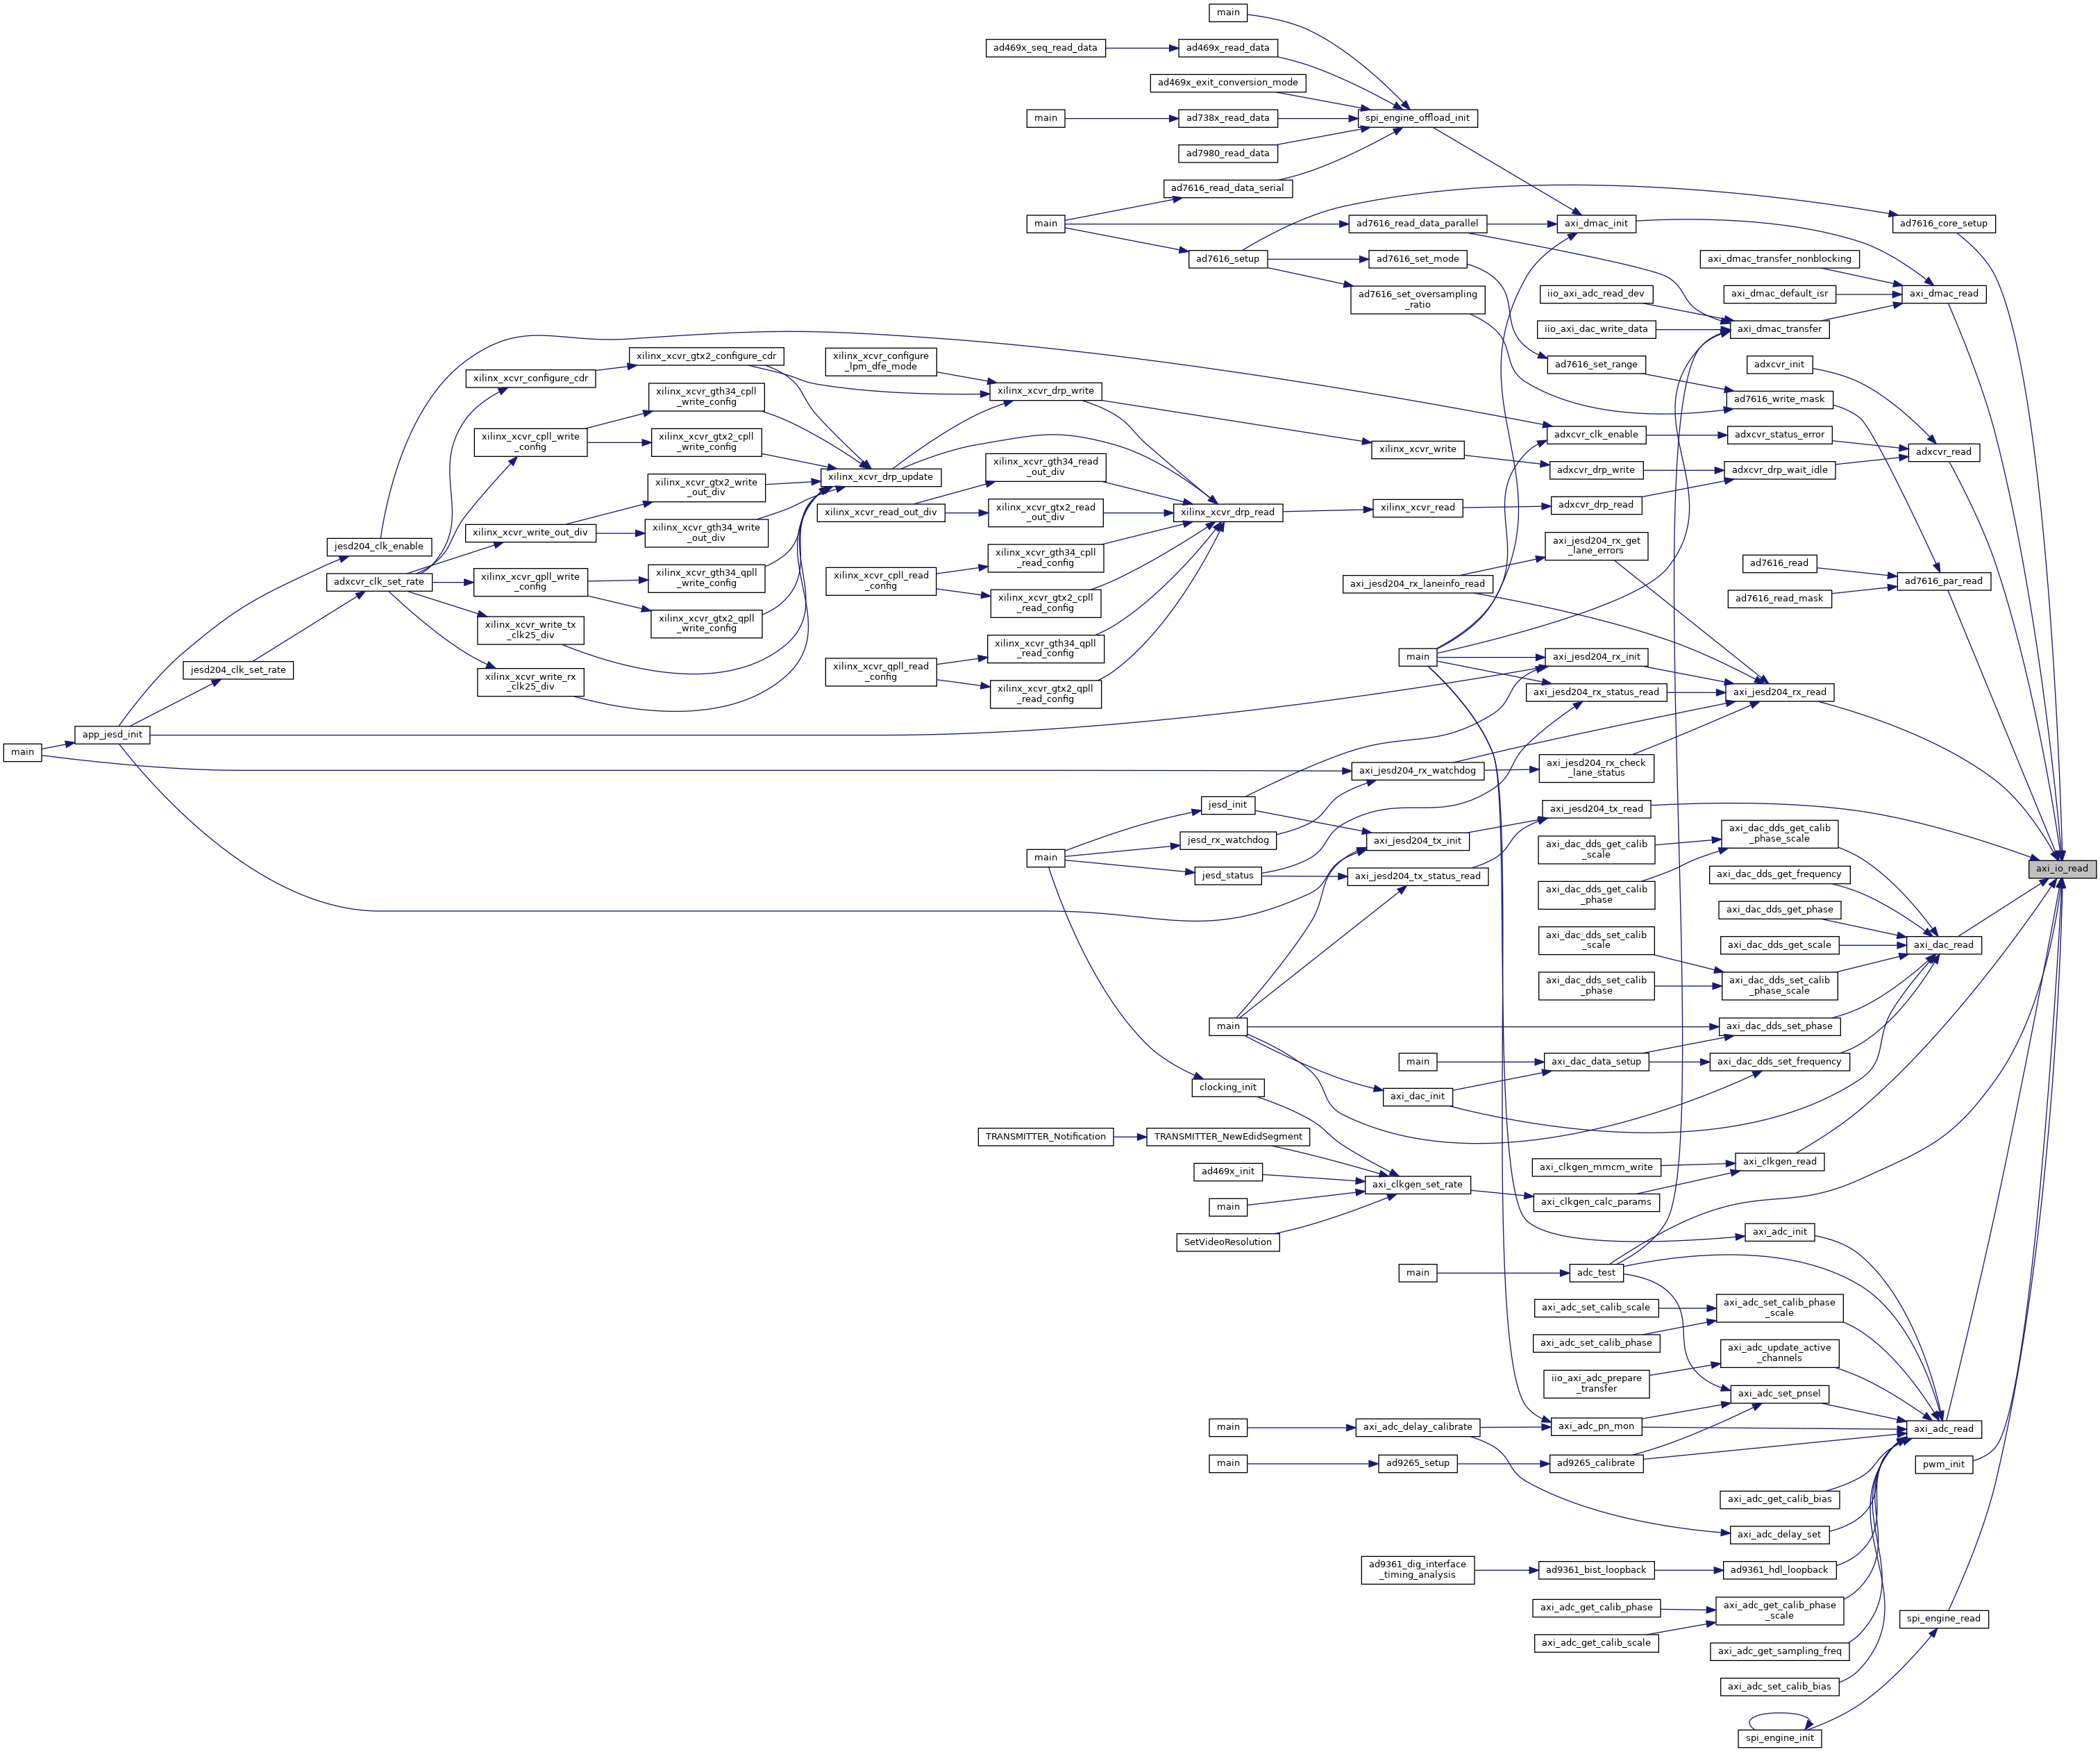 main
ad469x_seq_read_data
ad469x_read_data
ad469x_exit_conversion_mode
main
ad738x_read_data
spi_engine_offload_init
ad7980_read_data
ad7616_read_data_serial
main
ad7616_read_data_parallel
axi_dmac_init
ad7616_core_setup
ad7616_setup
ad7616_set_mode
axi_dmac_transfer_nonblocking
ad7616_set_oversampling
_ratio
iio_axi_adc_read_dev
axi_dmac_default_isr
axi_dmac_read
iio_axi_dac_write_data
axi_dmac_transfer
xilinx_xcvr_gtx2_configure_cdr
xilinx_xcvr_configure
_lpm_dfe_mode
ad7616_set_range
adxcvr_init
xilinx_xcvr_configure_cdr
xilinx_xcvr_gth34_cpll
_write_config
xilinx_xcvr_drp_write
ad7616_write_mask
xilinx_xcvr_cpll_write
_config
xilinx_xcvr_gtx2_cpll
_write_config
xilinx_xcvr_write
adxcvr_clk_enable
adxcvr_status_error
adxcvr_read
xilinx_xcvr_gtx2_write
_out_div
xilinx_xcvr_drp_update
xilinx_xcvr_gth34_read
_out_div
adxcvr_drp_write
adxcvr_drp_wait_idle
xilinx_xcvr_write_out_div
xilinx_xcvr_gth34_write
_out_div
xilinx_xcvr_read_out_div
xilinx_xcvr_gtx2_read
_out_div
xilinx_xcvr_drp_read
xilinx_xcvr_read
adxcvr_drp_read
jesd204_clk_enable
xilinx_xcvr_gth34_cpll
_read_config
axi_jesd204_rx_get
_lane_errors
ad7616_read
adxcvr_clk_set_rate
xilinx_xcvr_gpll_write
_config
xilinx_xcvr_gth34_qpll
_write_config
xilinx_xcvr_cpll_read
_config
xilinx_xcvr_gtx2_cpll
_read_config
axi_jesd204_rx_laneinfo_read
ad7616_read_mask
ad7616_par_read
xilinx_xcvr_write_tx
_clk25_div
xilinx_xcvr_gtx2_qpll
_write_config
xilinx_xcvr_gth34_qpll
_read_config
jesd204_clk_set_rate
xilinx_xcvr_write_rx
_clk25_div
xilinx_xcvr_qpll_read
_config
xilinx_xcvr_gtx2_qpll
_read_config
main
axi_jesd204_rx_init
axi_jesd204_rx_status_read
axi_jesd204_rx_read
main
app_jesd_init
axi_jesd204_rx_watchdog
axi_jesd204_rx_check
_lane_status
jesd_init
axi_jesd204_tx_read
jesd_rx_watchdog
axi_jesd204_tx_init
axi_dac_dds_get_calib
_scale
axi_dac_dds_get_calib
_phase_scale
main
jesd_status
axi_jesd204_tx_status_read
axi_dac_dds_get_calib
_phase
axi_dac_dds_get_frequency
axi_io_read
axi_dac_dds_get_phase
axi_dac_dds_set_calib
_scale
axi_dac_dds_get_scale
axi_dac_read
axi_dac_dds_set_calib
_phase
axi_dac_dds_set_calib
_phase_scale
main
axi_dac_dds_set_phase
main
axi_dac_data_setup
axi_dac_dds_set_frequency
clocking_init
axi_dac_init
TRANSMITTER_Notification
TRANSMITTER_NewEdidSegment
ad469x_init
axi_clkgen_set_rate
axi_clkgen_mmcm_write
axi_clkgen_read
main
axi_clkgen_calc_params
SetVideoResolution
axi_adc_init
main
adc_test
axi_adc_set_calib_scale
axi_adc_set_calib_phase
_scale
axi_adc_set_calib_phase
axi_adc_update_active
_channels
iio_axi_adc_prepare
_transfer
axi_adc_set_pnsel
main
axi_adc_delay_calibrate
axi_adc_pn_mon
axi_adc_read
main
ad9265_setup
ad9265_calibrate
pwm_init
axi_adc_get_calib_bias
axi_adc_delay_set
ad9361_dig_interface
_timing_analysis
ad9361_bist_loopback
ad9361_hdl_loopback
axi_adc_get_calib_phase
axi_adc_get_calib_phase
_scale
spi_engine_read
axi_adc_get_calib_scale
axi_adc_get_sampling_freq
axi_adc_set_calib_bias
spi_engine_init